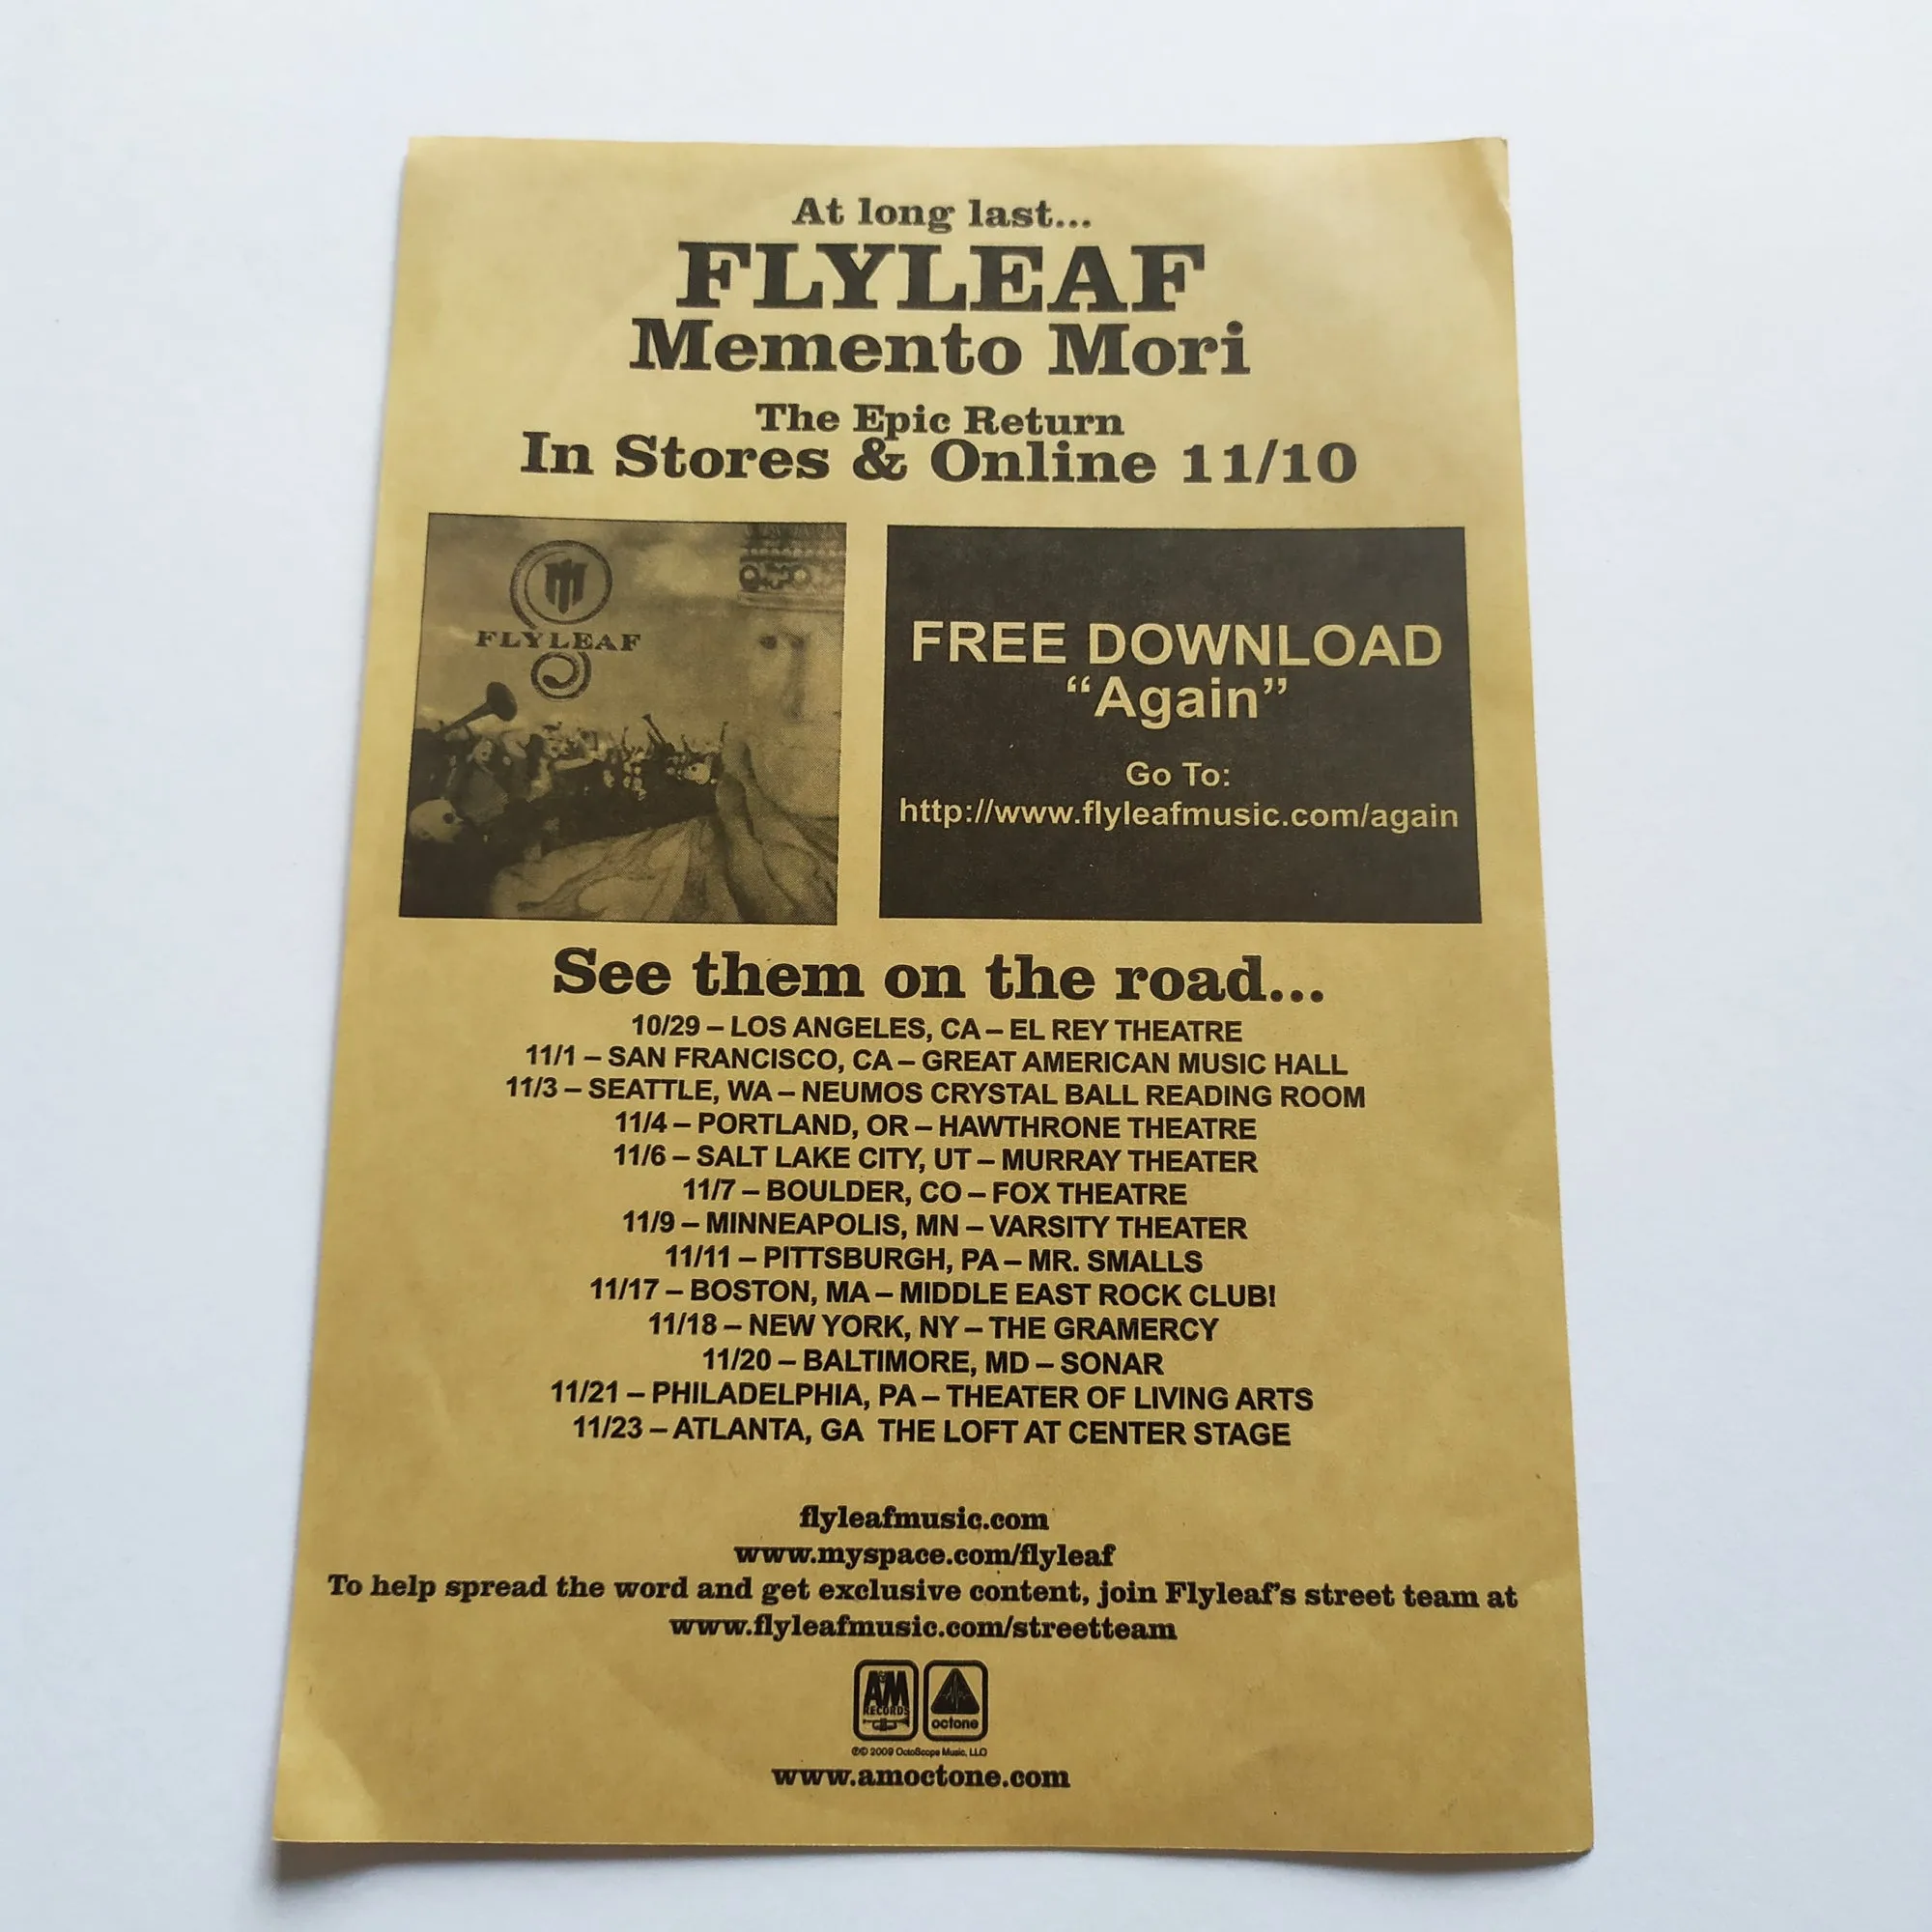 At long last...
FLYLEAF
Memento Mori
The Epic Return
In Stores & Online 11/10
FLYLEAF
FREE DOWNLOAD
“Again”
Go To:
http://www.flyleafmusic.com/again
See them on the road...
10/29 – LOS ANGELES, CA – EL REY THEATRE
11/1 – SAN FRANCISCO, CA – GREAT AMERICAN MUSIC HALL
11/3 – SEATTLE, WA – NEUMOS CRYSTAL BALL READING ROOM
11/4 – PORTLAND, OR – HAWTHRONE THEATRE
11/6 – SALT LAKE CITY, UT – MURRAY THEATER
11/7 – BOULDER, CO – FOX THEATRE
11/9 – MINNEAPOLIS, MN – VARSITY THEATER
11/11 – PITTSBURGH, PA – MR. SMALLS
11/17 – BOSTON, MA – MIDDLE EAST ROCK CLUB!
11/18 – NEW YORK, NY – THE GRAMERCY
11/20 – BALTIMORE, MD – SONAR
11/21 – PHILADELPHIA, PA – THEATER OF LIVING ARTS
11/23 – ATLANTA, GA  THE LOFT AT CENTER STAGE
flyleafmusic.com
www.myspace.com/flyleaf
To help spread the word and get exclusive content, join Flyleaf's street team at
www.flyleafmusic.com/streetteam
A&M
RECORDS
octone
℗© 2009 OctoScope Music, LLC
www.amoctone.com